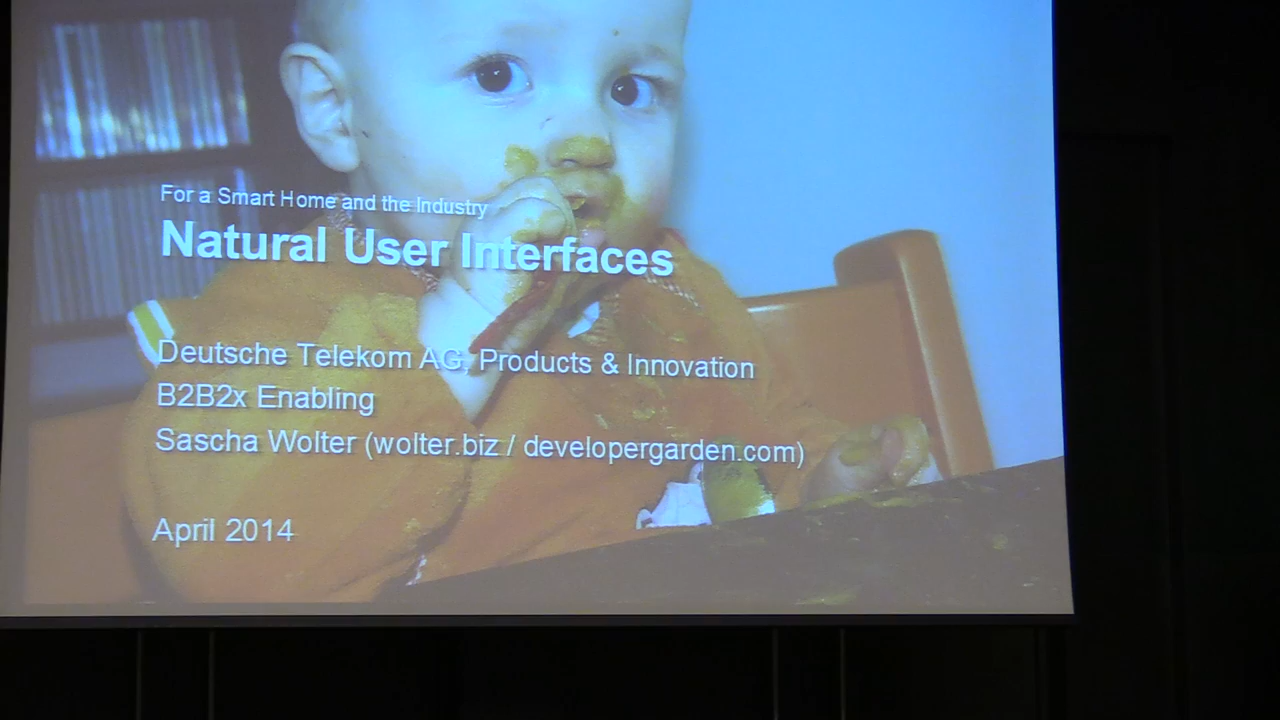 For a Smart Home and the Industry
Natural User Interfaces
Deutsche Telekom AG, Products & Innovation
B2B2x Enabling
Sascha Wolter (wolter.biz / developergarden.com)
April 2014